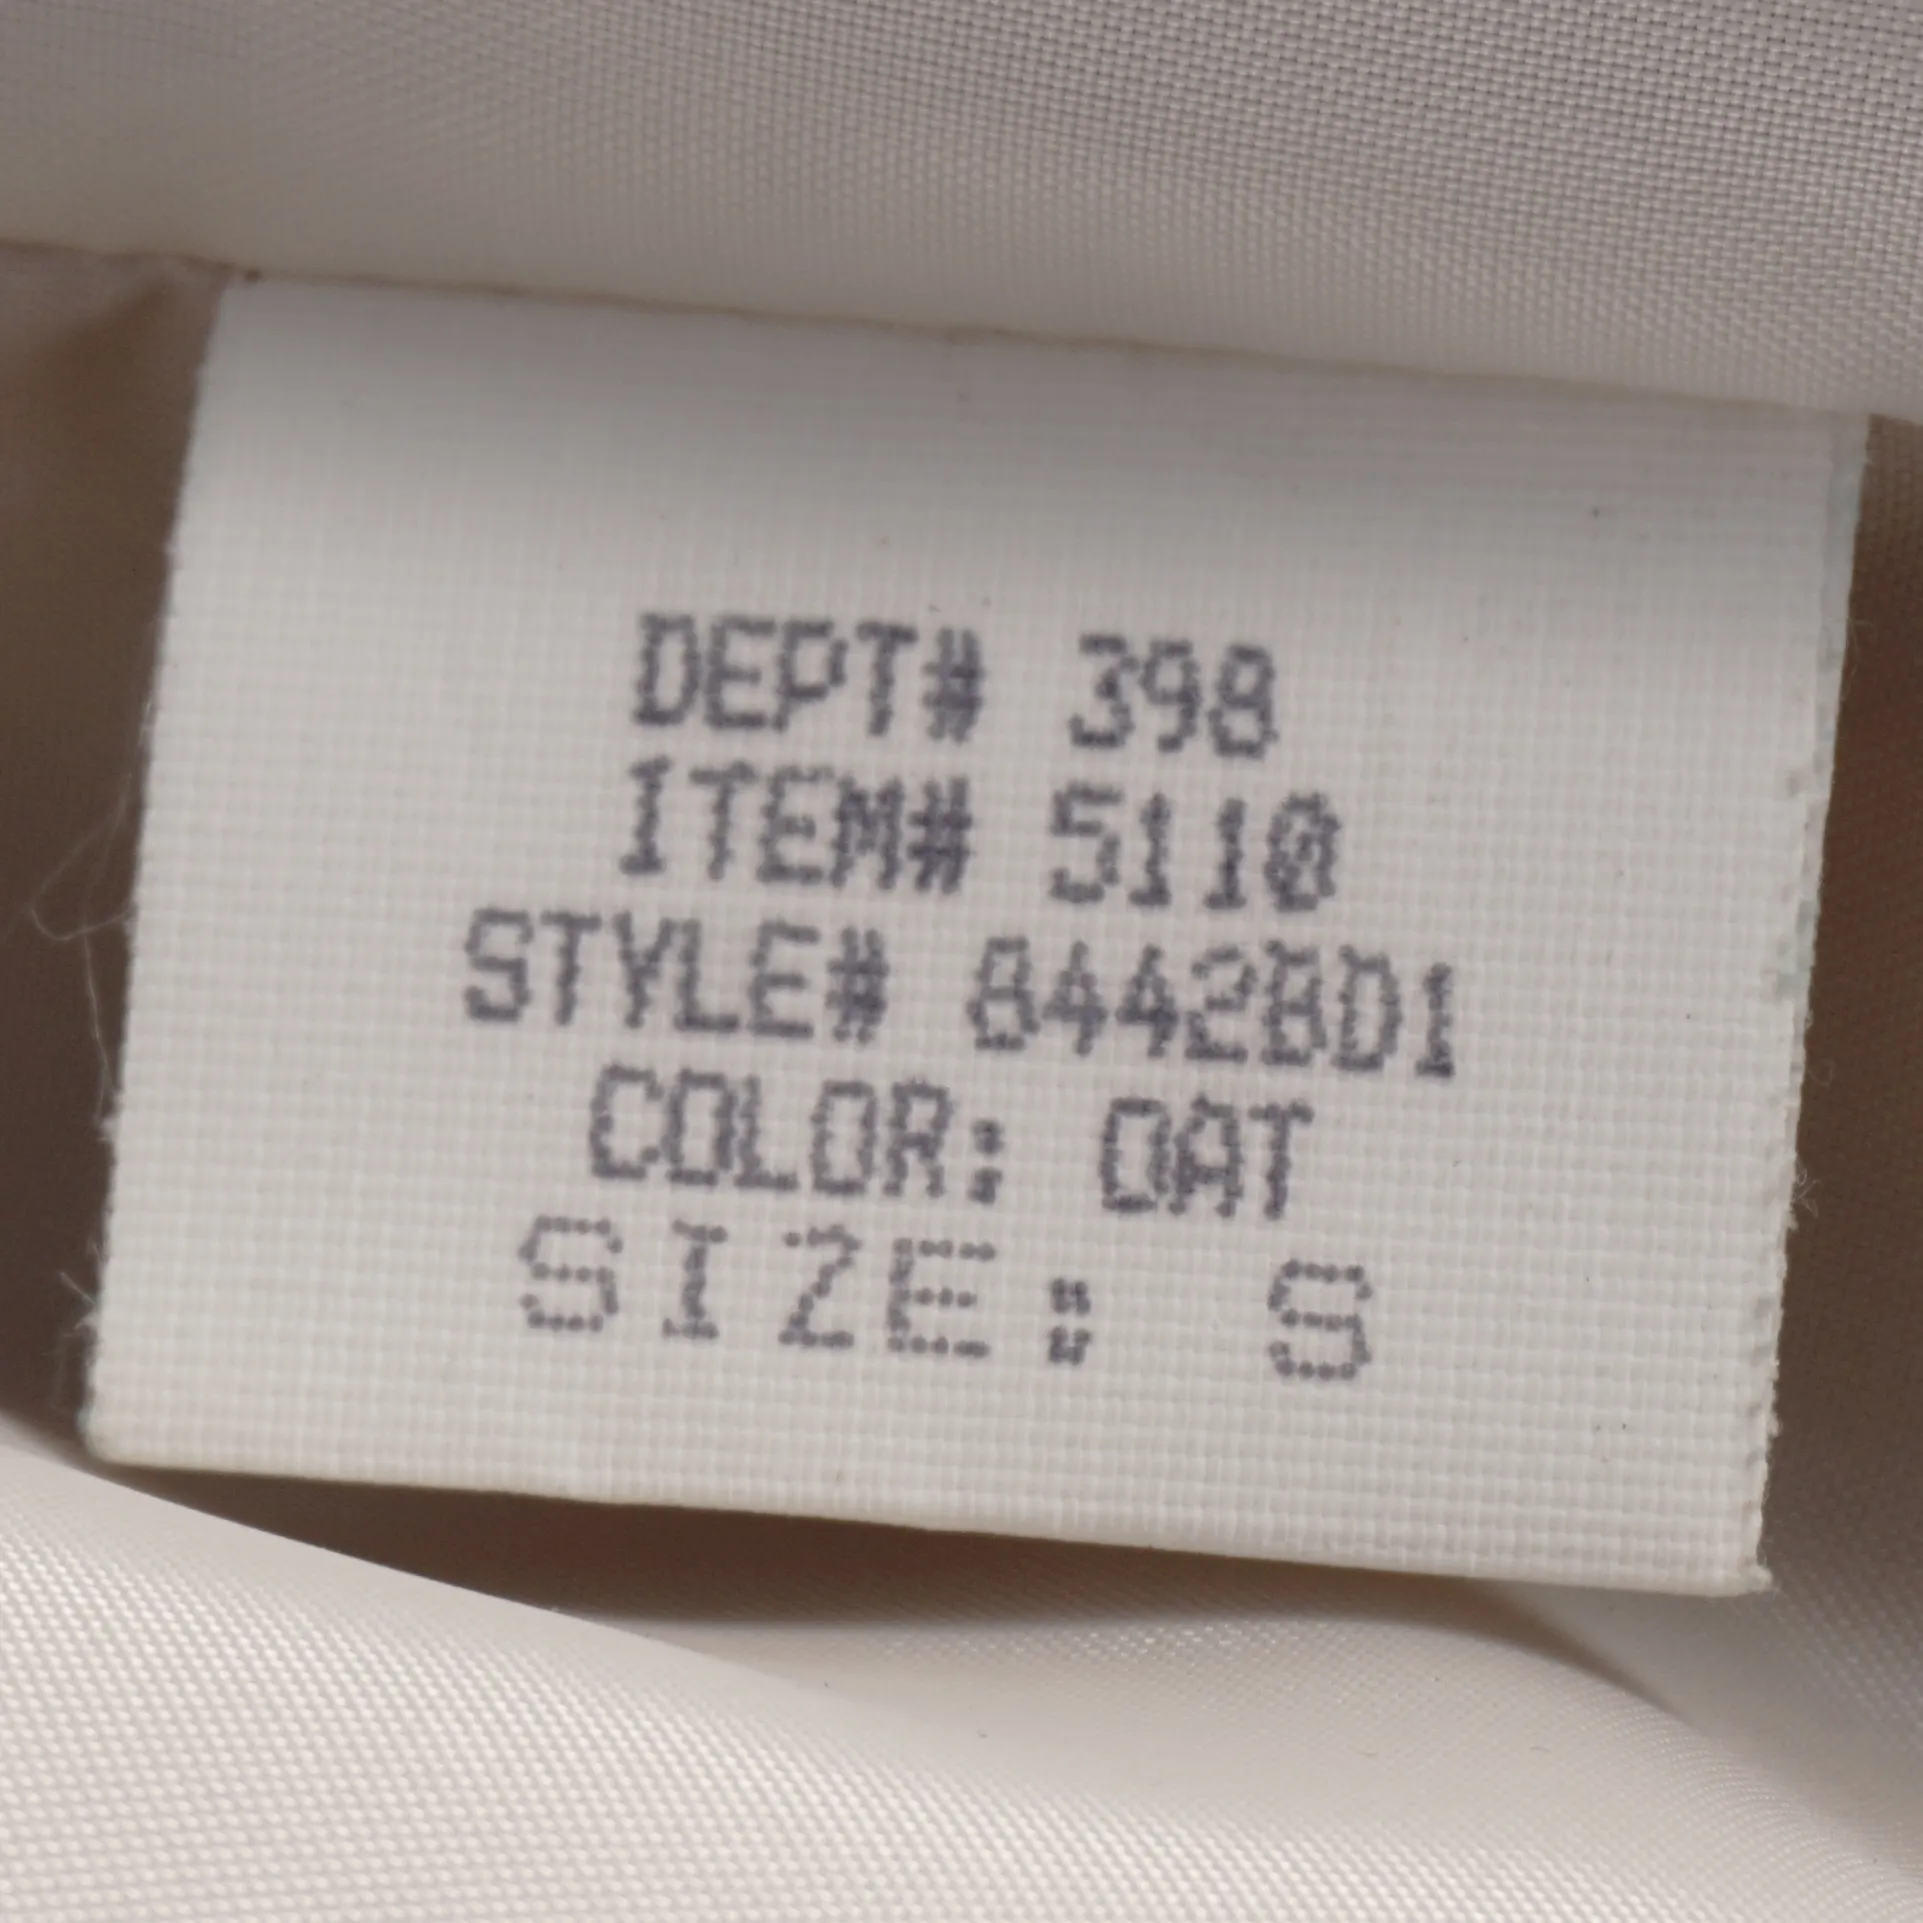 DEPT# 398
ITEM# 5110
STYLE# 8442BD1
COLOR: OAT
SIZE: S